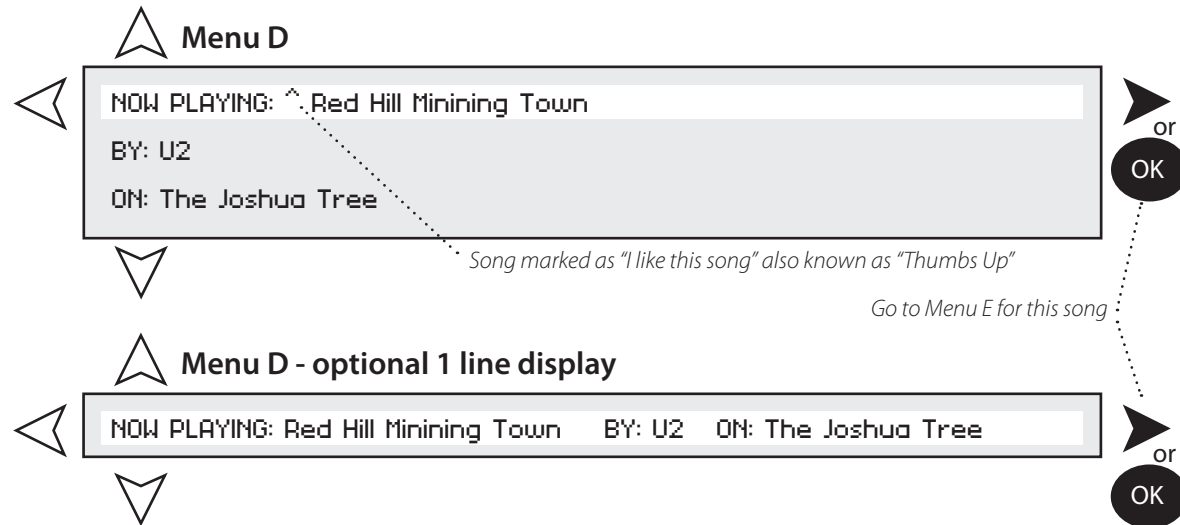 Menu D
NOW PLAYING: ^ Red Hill Minining Town
or
BY: U2
OK
ON: The Joshua Tree
Song marked as “I like this song” also known as “Thumbs Up”
Go to Menu E for this song
Menu D - optional 1 line display
NOW PLAYING: Red Hill Minining Town BY: U2 ON: The Joshua Tree
or
OK